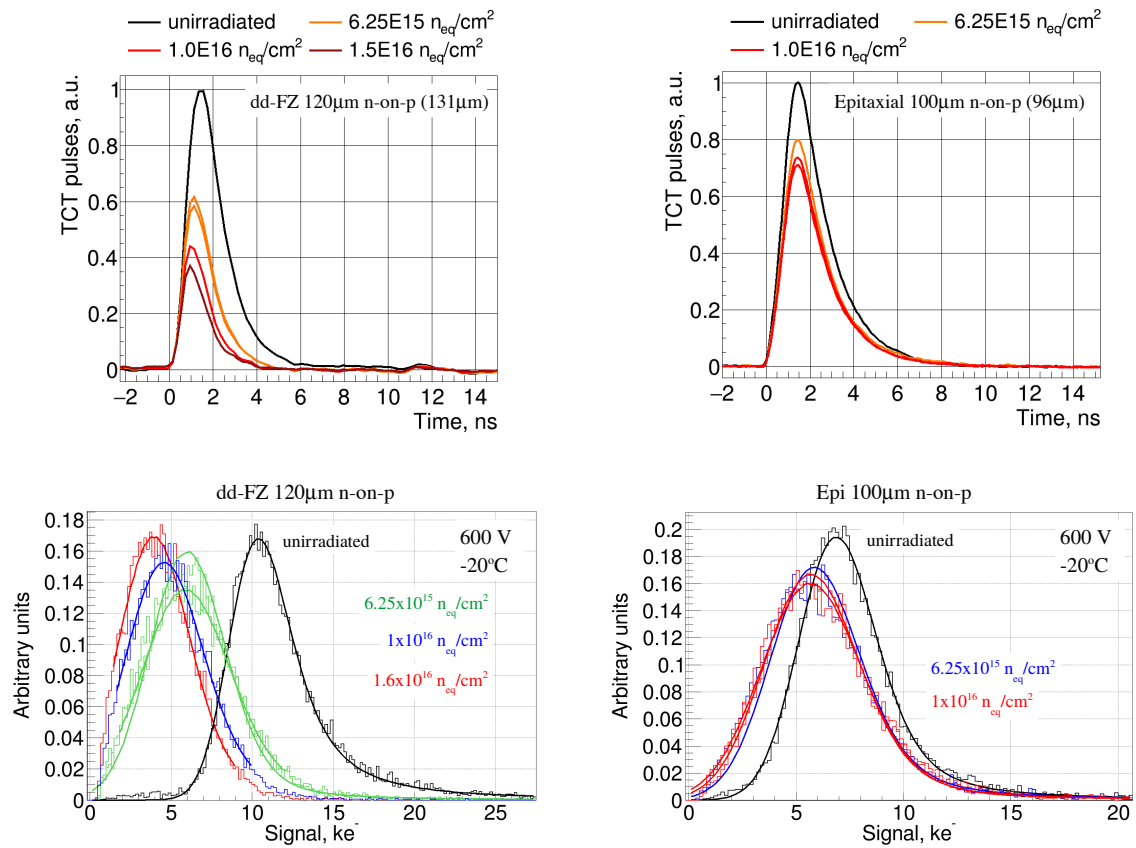 unirradiated
6.25E15 n_eq/cm²
1.0E16 n_eq/cm²
1.5E16 n_eq/cm²
dd-FZ 120μm n-on-p (131μm)
TCT pulses, a.u.
1
0.8
0.6
0.4
0.2
0
−2 0 2 4 6 8 10 12 14
Time, ns
unirradiated
6.25E15 n_eq/cm²
1.0E16 n_eq/cm²
Epitaxial 100μm n-on-p (96μm)
TCT pulses, a.u.
1
0.8
0.6
0.4
0.2
0
−2 0 2 4 6 8 10 12 14
Time, ns
dd-FZ 120μm n-on-p
unirradiated
600 V
-20ºC
6.25x10¹⁵ n_eq/cm²
1x10¹⁶ n_eq/cm²
1.6x10¹⁶ n_eq/cm²
Arbitrary units
0.18
0.16
0.14
0.12
0.1
0.08
0.06
0.04
0.02
0
0 5 10 15 20 25
Signal, ke⁻
Epi 100μm n-on-p
unirradiated
600 V
-20ºC
6.25x10¹⁵ n_eq/cm²
1x10¹⁶ n_eq/cm²
Arbitrary units
0.2
0.18
0.16
0.14
0.12
0.1
0.08
0.06
0.04
0.02
0
0 5 10 15 20
Signal, ke⁻